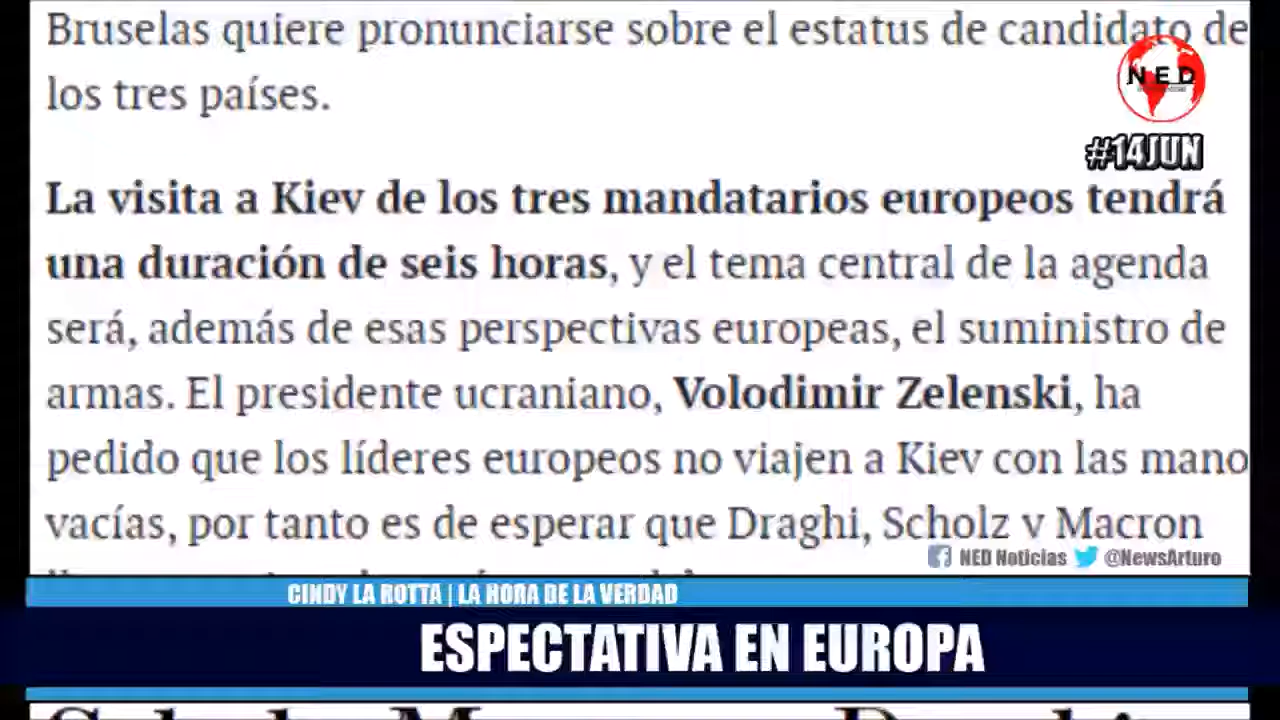 Bruselas quiere pronunciarse sobre el estatus de candidato de
los tres países.
NED
#14JUN
La visita a Kiev de los tres mandatarios europeos tendrá
una duración de seis horas, y el tema central de la agenda
será, además de esas perspectivas europeas, el suministro de
armas. El presidente ucraniano, Volodimir Zelenski, ha
pedido que los líderes europeos no viajen a Kiev con las mano
vacías, por tanto es de esperar que Draghi, Scholz y Macron
NED Noticias @NewsArturo
CINDY LA ROTTA | LA HORA DE LA VERDAD
ESPECTATIVA EN EUROPA